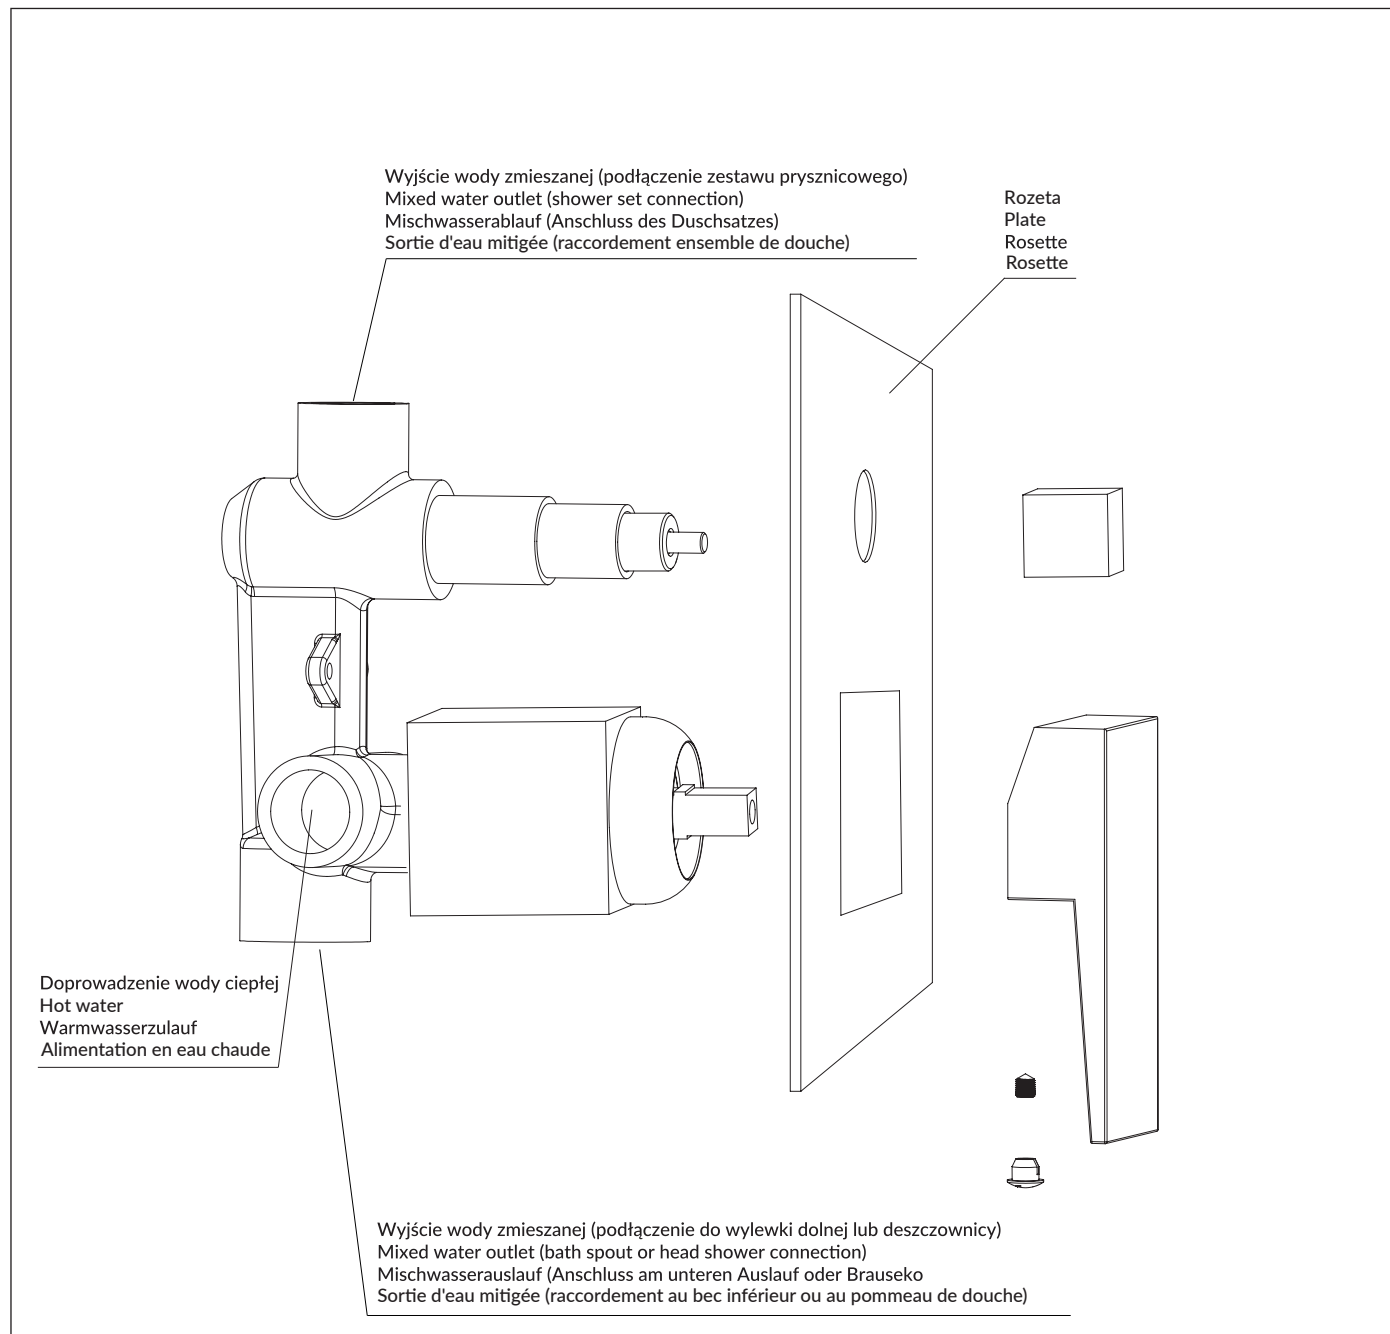 Wyjście wody zmieszanej (podłączenie zestawu prysznicowego)
Mixed water outlet (shower set connection)
Mischwasserablauf (Anschluss des Duschsatzes)
Sortie d'eau mitigée (raccordement ensemble de douche)
Rozeta
Plate
Rosette
Rosette
Doprowadzenie wody ciepłej
Hot water
Warmwasserzulauf
Alimentation en eau chaude
Wyjście wody zmieszanej (podłączenie do wylewki dolnej lub deszczownicy)
Mixed water outlet (bath spout or head shower connection)
Mischwasserauslauf (Anschluss am unteren Auslauf oder Brauseko
Sortie d'eau mitigée (raccordement au bec inférieur ou au pommeau de douche)